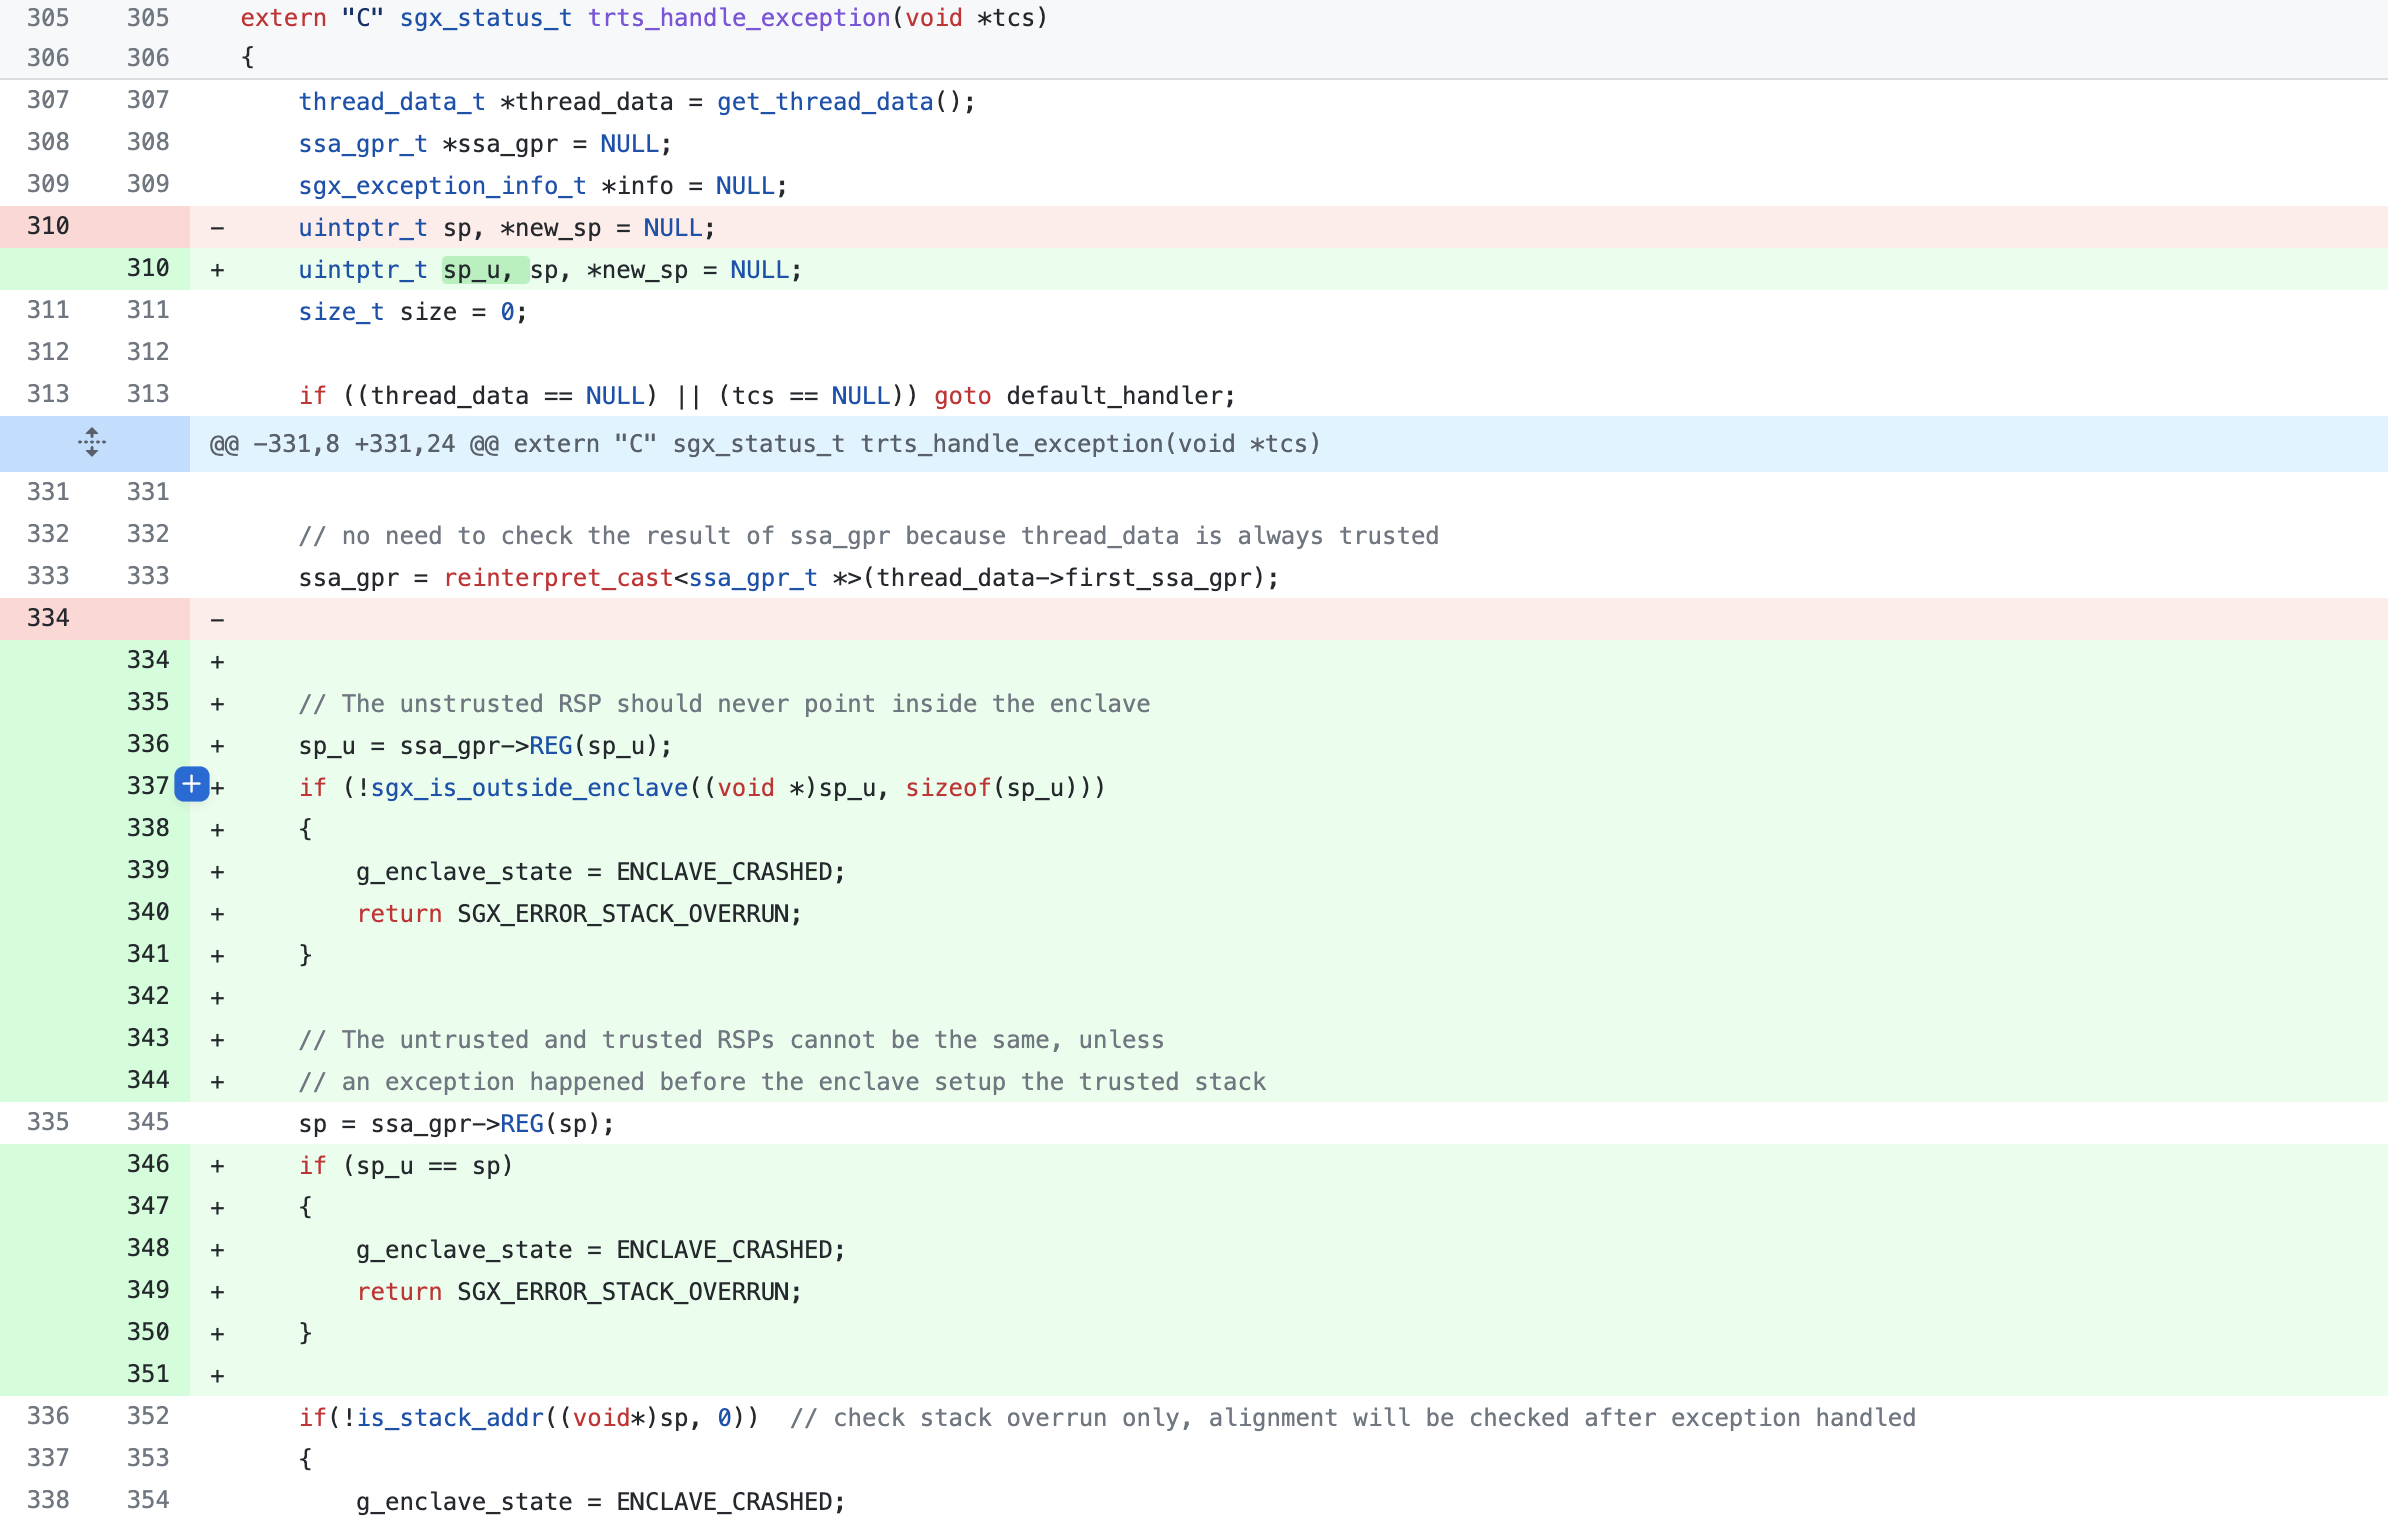 305 305 extern "C" sgx_status_t trts_handle_exception(void *tcs)
306 306 {
307 307 thread_data_t *thread_data = get_thread_data();
308 308 ssa_gpr_t *ssa_gpr = NULL;
309 309 sgx_exception_info_t *info = NULL;
310 - uintptr_t sp, *new_sp = NULL;
310 + uintptr_t sp_u, sp, *new_sp = NULL;
311 311 size_t size = 0;
312 312
313 313 if ((thread_data == NULL) || (tcs == NULL)) goto default_handler;
@@ -331,8 +331,24 @@ extern "C" sgx_status_t trts_handle_exception(void *tcs)
331 331
332 332 // no need to check the result of ssa_gpr because thread_data is always trusted
333 333 ssa_gpr = reinterpret_cast<ssa_gpr_t *>(thread_data->first_ssa_gpr);
334 -
334 +
335 + // The unstrusted RSP should never point inside the enclave
336 + sp_u = ssa_gpr->REG(sp_u);
337 + if (!sgx_is_outside_enclave((void *)sp_u, sizeof(sp_u)))
338 + {
339 + g_enclave_state = ENCLAVE_CRASHED;
340 + return SGX_ERROR_STACK_OVERRUN;
341 + }
342 +
343 + // The untrusted and trusted RSPs cannot be the same, unless
344 + // an exception happened before the enclave setup the trusted stack
335 345 sp = ssa_gpr->REG(sp);
346 + if (sp_u == sp)
347 + {
348 + g_enclave_state = ENCLAVE_CRASHED;
349 + return SGX_ERROR_STACK_OVERRUN;
350 + }
351 +
336 352 if(!is_stack_addr((void*)sp, 0)) // check stack overrun only, alignment will be checked after exception handled
337 353 {
338 354 g_enclave_state = ENCLAVE_CRASHED;